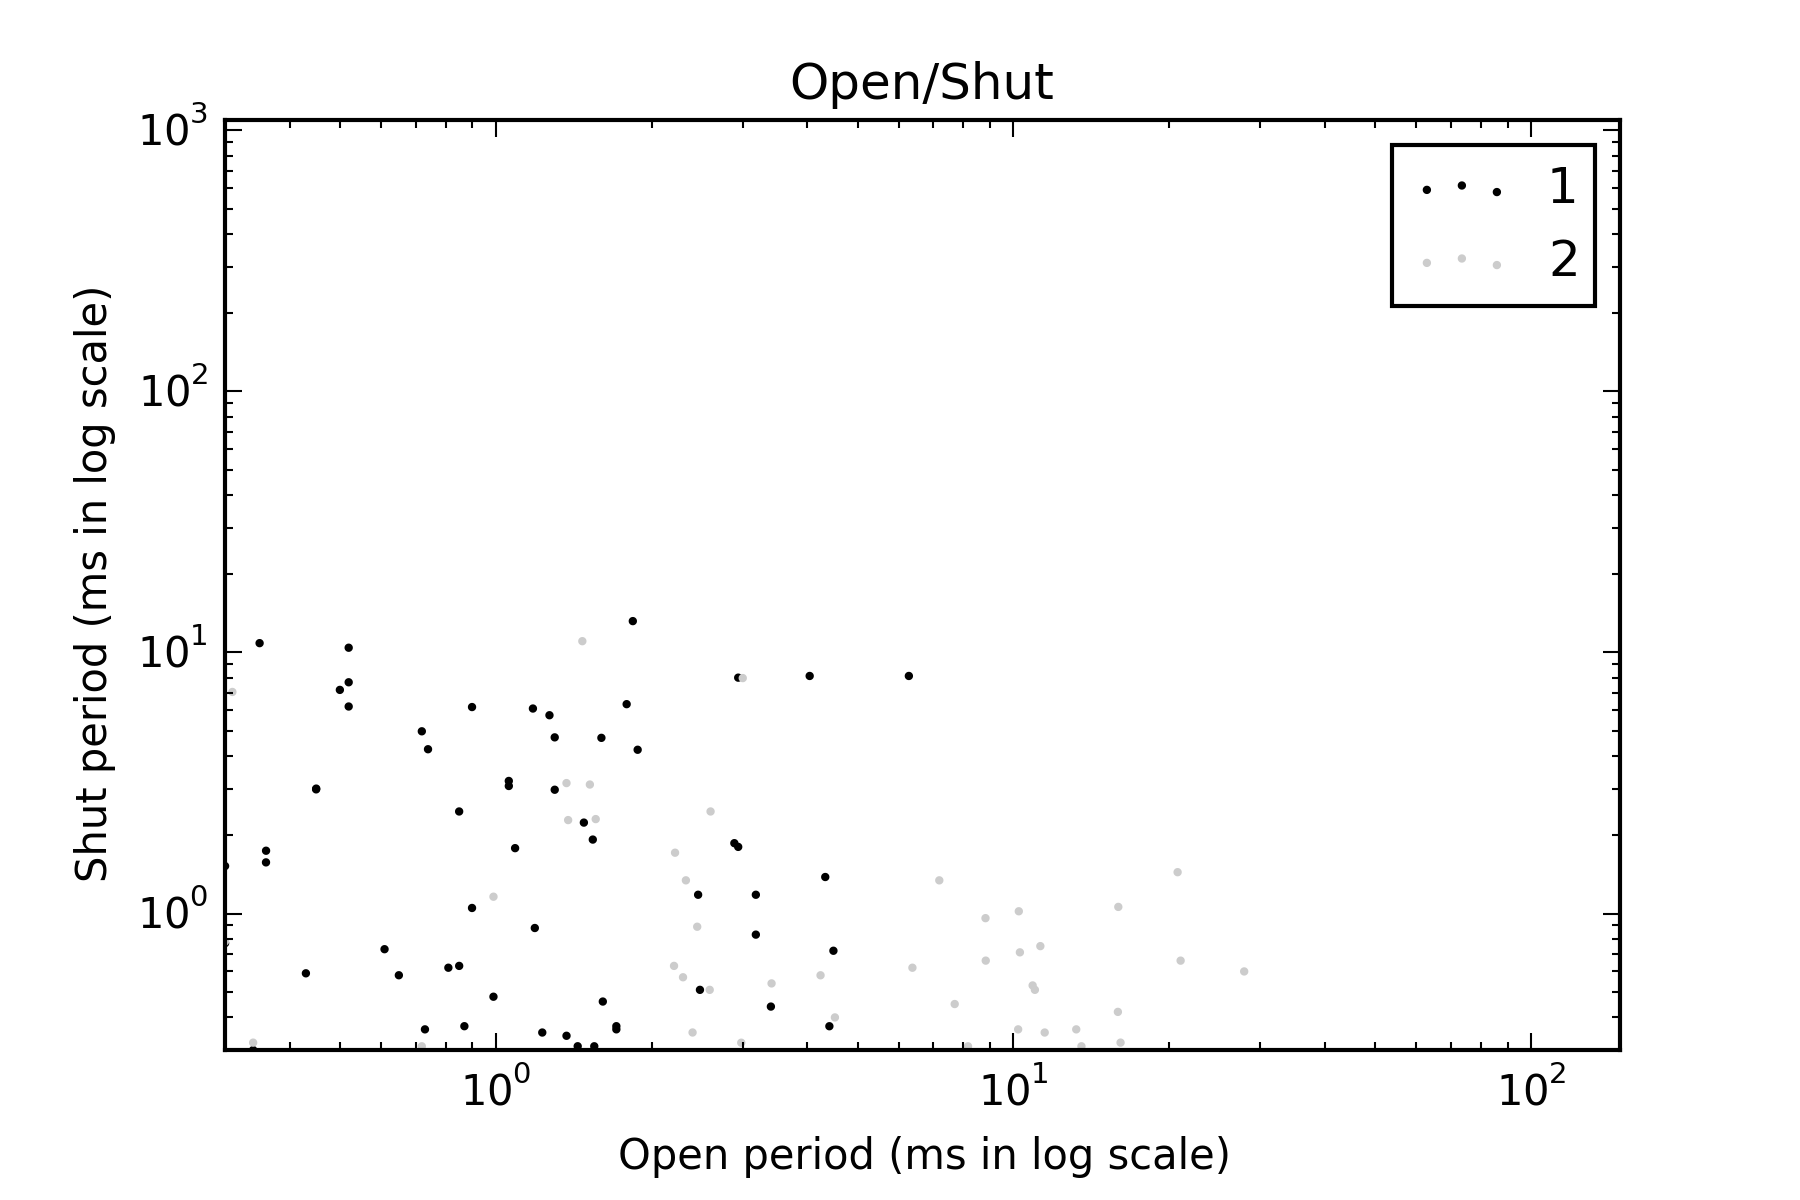 Open/Shut
10³
10²
10¹
10⁰
Shut period (ms in log scale)
1
2
10⁰ 10¹ 10²
Open period (ms in log scale)